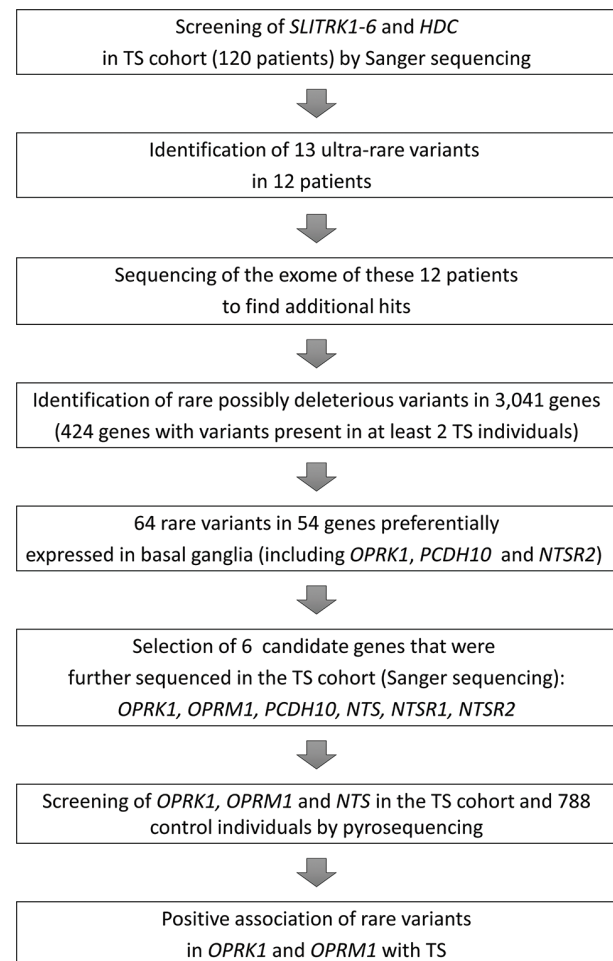 Screening of SLITRK1-6 and HDC
in TS cohort (120 patients) by Sanger sequencing
Identification of 13 ultra-rare variants
in 12 patients
Sequencing of the exome of these 12 patients
to find additional hits
Identification of rare possibly deleterious variants in 3,041 genes
(424 genes with variants present in at least 2 TS individuals)
64 rare variants in 54 genes preferentially
expressed in basal ganglia (including OPRK1, PCDH10 and NTSR2)
Selection of 6 candidate genes that were
further sequenced in the TS cohort (Sanger sequencing):
OPRK1, OPRM1, PCDH10, NTS, NTSR1, NTSR2
Screening of OPRK1, OPRM1 and NTS in the TS cohort and 788
control individuals by pyrosequencing
Positive association of rare variants
in OPRK1 and OPRM1 with TS